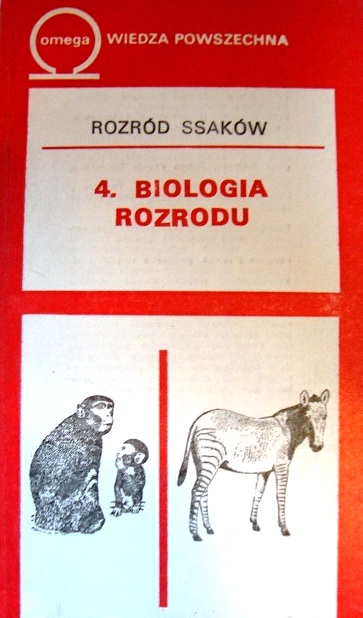 omega WIEDZA POWSZECHNA
ROZRÓD SSAKÓW
4. BIOLOGIA
ROZRODU